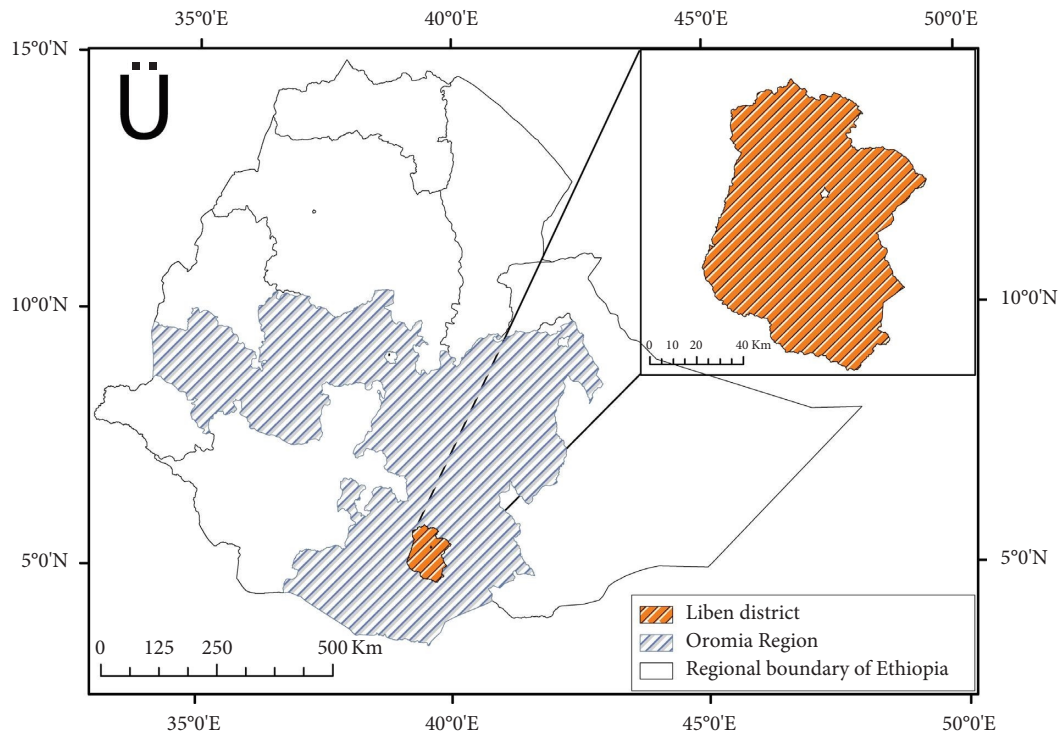 35°0'E 40°0'E 45°0'E 50°0'E
15°0'N
Ü
10°0'N 10°0'N
0 10 20 40 Km
5°0'N 5°0'N
Liben district
Oromia Region
Regional boundary of Ethiopia
0 125 250 500 Km
35°0'E 40°0'E 45°0'E 50°0'E